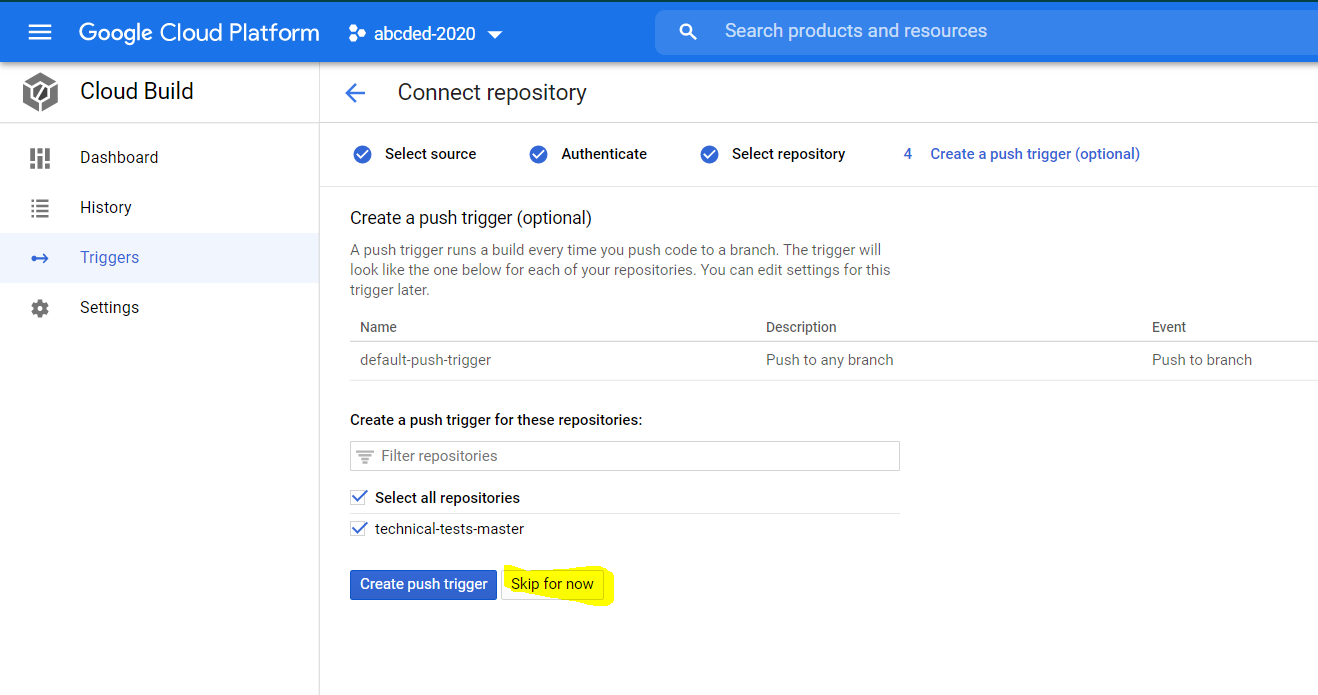 Google Cloud Platform
abcded-2020
Search products and resources
Cloud Build
Connect repository
Dashboard
History
Triggers
Settings
Select source
Authenticate
Select repository
4 Create a push trigger (optional)
Create a push trigger (optional)
A push trigger runs a build every time you push code to a branch. The trigger will
look like the one below for each of your repositories. You can edit settings for this
trigger later.
Name Description Event
default-push-trigger Push to any branch Push to branch
Create a push trigger for these repositories:
Filter repositories
Select all repositories
technical-tests-master
Create push trigger Skip for now